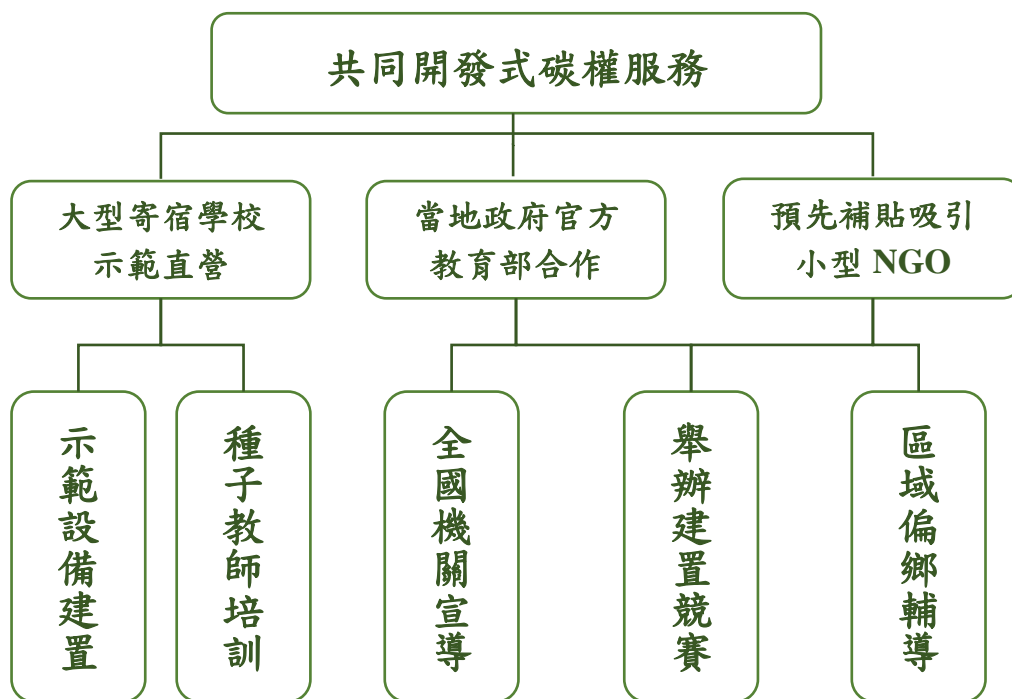 共同開發式碳權服務
大型寄宿學校
示範直營
當地政府官方
教育部合作
預先補貼吸引
小型 NGO
示範設備建置
種子教師培訓
全國機關宣導
舉辦建置競賽
區域偏鄉輔導